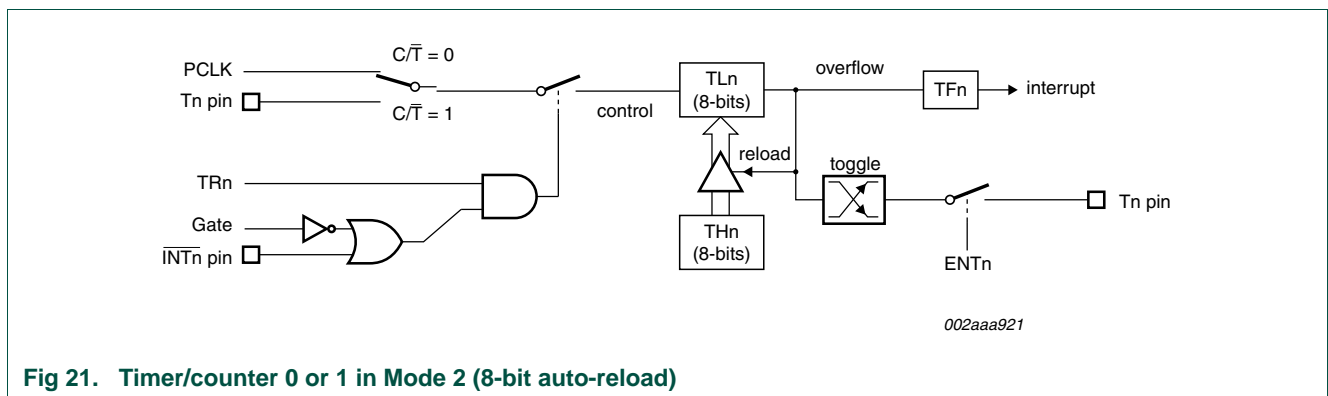 C/T̅ = 0
PCLK
Tn pin
C/T̅ = 1
control
TLn
(8-bits)
overflow
TFn
interrupt
reload
toggle
TRn
Gate
I̅N̅T̅n̅ pin
THn
(8-bits)
Tn pin
ENTn
002aaa921
Fig 21. Timer/counter 0 or 1 in Mode 2 (8-bit auto-reload)